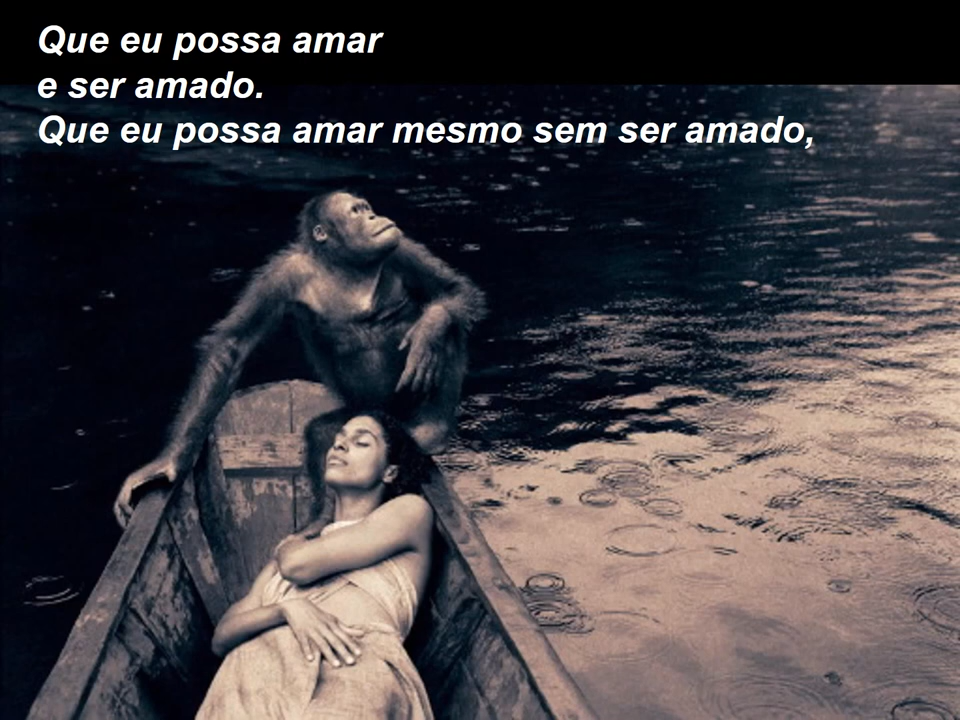 Que eu possa amar
e ser amado.
Que eu possa amar mesmo sem ser amado,